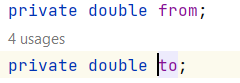 private double from;
4 usages
private double to;